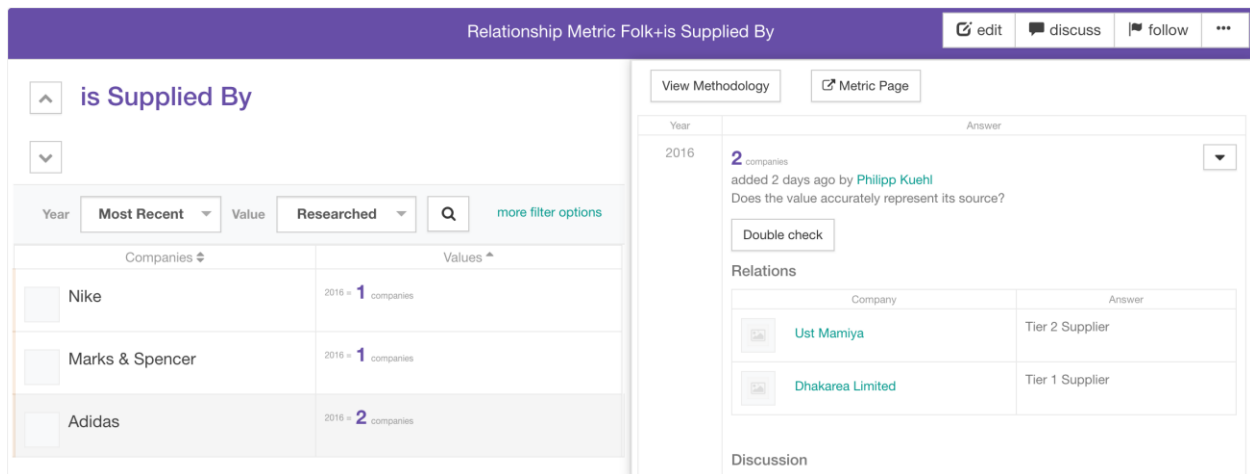 Relationship Metric Folk+is Supplied By
edit
discuss
follow
•••
is Supplied By
Year
Most Recent
Value
Researched
more filter options
Companies
Values
Nike
2016 = 1 companies
Marks & Spencer
2016 = 1 companies
Adidas
2016 = 2 companies
View Methodology
Metric Page
Year
Answer
2016
2 companies
added 2 days ago by Philipp Kuehl
Does the value accurately represent its source?
Double check
Relations
Company
Answer
Ust Mamiya
Tier 2 Supplier
Dhakarea Limited
Tier 1 Supplier
Discussion